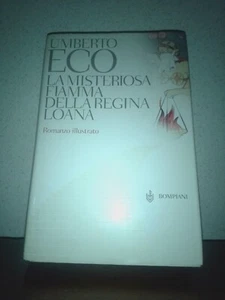 UMBERTO
ECO
LA MISTERIOSA
FIAMMA
DELLA REGINA
LOANA
Romanzo illustrato
BOMPIANI